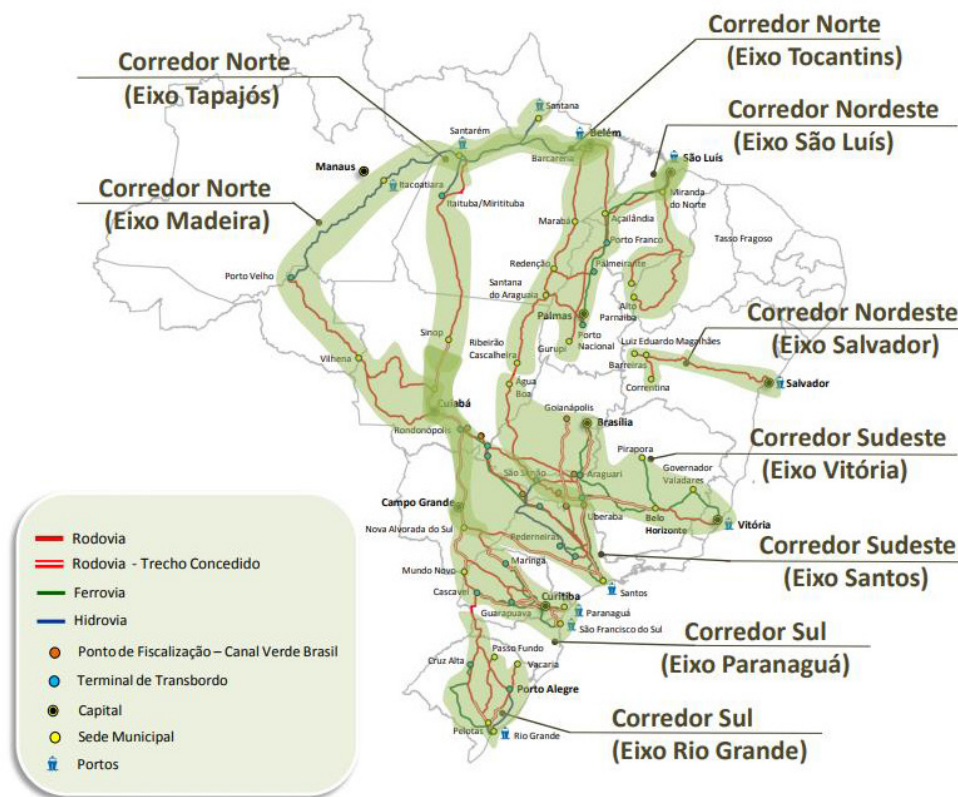 Corredor Norte
(Eixo Tocantins)
Corredor Norte
(Eixo Tapajós)
Corredor Nordeste
(Eixo São Luís)
Corredor Norte
(Eixo Madeira)
Santana
Santarém
Belém
Barcarena
São Luís
Manaus
Itacoatiara
Itaituba/Miritituba
Miranda
do Norte
Marabá
Açailândia
Porto Franco
Tasso Fragoso
Redenção
Palmeirante
Porto Velho
Santana
do Araguaia
Alto
Parnaíba
Palmas
Porto
Nacional
Corredor Nordeste
(Eixo Salvador)
Sinop
Ribeirão
Cascalheira
Gurupi
Luiz Eduardo Magalhães
Barreiras
Vilhena
Correntina
Salvador
Água
Boa
Cuiabá
Goianápolis
Brasília
Rondonópolis
Pirapora
Corredor Sudeste
(Eixo Vitória)
São Simão
Araguari
Governador
Valadares
Campo Grande
Uberaba
Belo
Horizonte
Vitória
Nova Alvorada do Sul
Pederneiras
Corredor Sudeste
(Eixo Santos)
Mundo Novo
Maringa
Santos
Cascavel
Curitiba
Guarapuava
Paranaguá
São Francisco do Sul
Corredor Sul
(Eixo Paranaguá)
Passo Fundo
Cruz Alta
Vacaria
Porto Alegre
Corredor Sul
(Eixo Rio Grande)
Pelotas
Rio Grande
Rodovia
Rodovia - Trecho Concedido
Ferrovia
Hidrovia
Ponto de Fiscalização – Canal Verde Brasil
Terminal de Transbordo
Capital
Sede Municipal
Portos